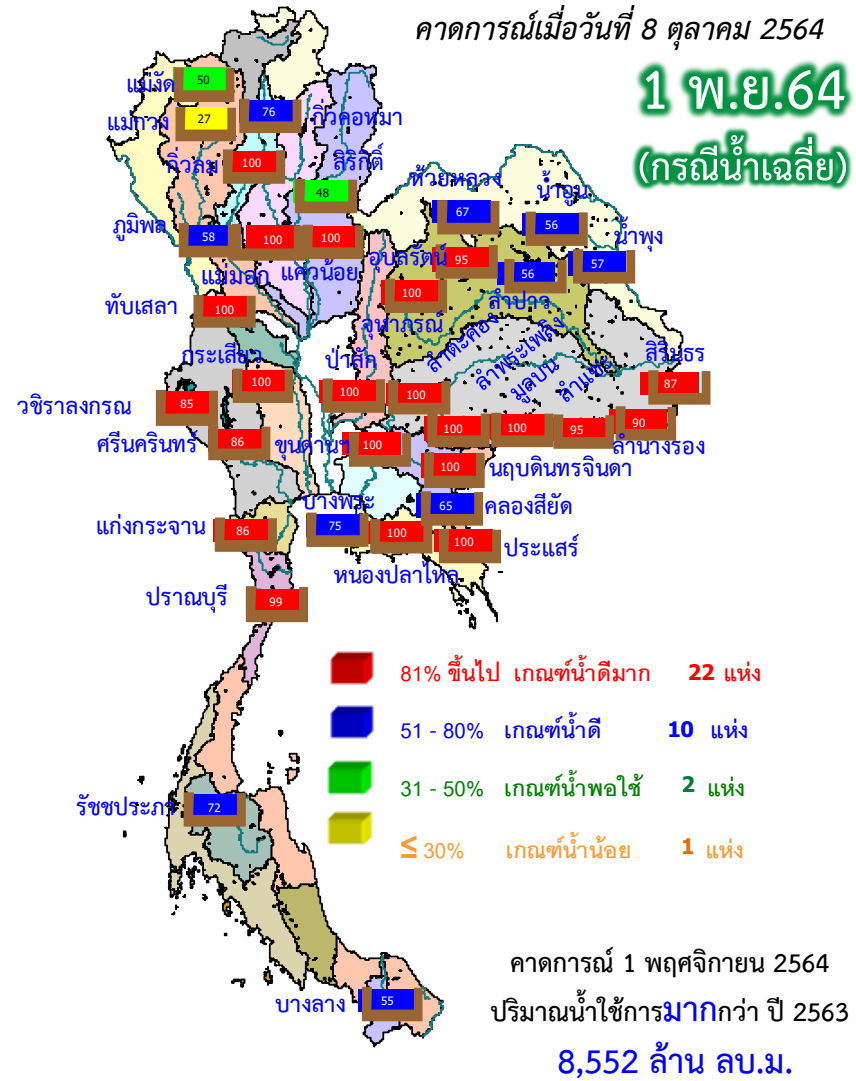 คาดการณ์เมื่อวันที่ 8 ตุลาคม 2564
1 พ.ย.64
(กรณีน้ำเฉลี่ย)
แม่งัด
50
แม่กวง
27
76
กิ่วคอหมา
กิ่วลม
100
สิริกิติ์
48
ห้วยหลวง
67
น้ำอูน
56
น้ำพุง
57
ภูมิพล
58
100
100
แม่มอก
แควน้อย
อุบลรัตน์
95
56
ลำปาว
ทับเสลา
100
100
จุฬาภรณ์
ลำตะคอง
ลำพระเพลิง
มูลบน
ลำแชะ
สิรินธร
87
กระเสียว
100
ป่าสัก
100
100
วชิราลงกรณ
85
ศรีนครินทร์
86
ขุนด่านฯ
100
100
100
95
90
ลำนางรอง
100
นฤบดินทรจินดา
65
คลองสียัด
บางพระ
75
แก่งกระจาน
86
100
หนองปลาไหล
100
ประแสร์
ปราณบุรี
99
81% ขึ้นไป เกณฑ์น้ำดีมาก 22 แห่ง
51 - 80% เกณฑ์น้ำดี 10 แห่ง
31 - 50% เกณฑ์น้ำพอใช้ 2 แห่ง
≤ 30% เกณฑ์น้ำน้อย 1 แห่ง
รัชชประภา
72
บางลาง
55
คาดการณ์ 1 พฤศจิกายน 2564
ปริมาณน้ำใช้การมากกว่า ปี 2563
8,552 ล้าน ลบ.ม.